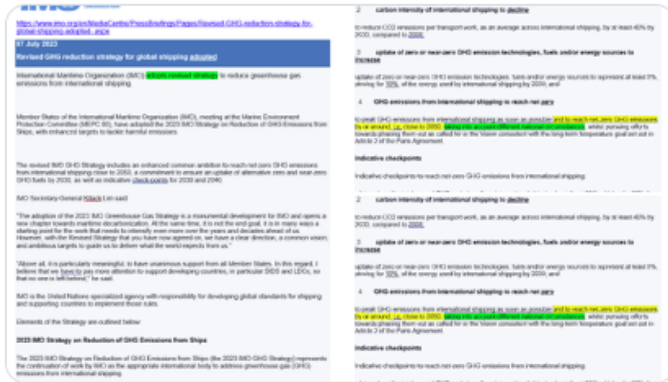 IMO
https://www.imo.org/en/MediaCentre/PressBriefings/Pages/Revised-GHG-reduction-strategy-for-
global-shipping-adopted-.aspx
07 July 2023
Revised GHG reduction strategy for global shipping adopted
International Maritime Organization (IMO) adopts revised strategy to reduce greenhouse gas
emissions from international shipping
Member States of the International Maritime Organization (IMO), meeting at the Marine Environment
Protection Committee (MEPC 80), have adopted the 2023 IMO Strategy on Reduction of GHG Emissions from
Ships, with enhanced targets to tackle harmful emissions.
The revised IMO GHG Strategy includes an enhanced common ambition to reach net-zero GHG emissions
from international shipping close to 2050, a commitment to ensure an uptake of alternative zero and near-zero
GHG fuels by 2030, as well as indicative check-points for 2030 and 2040.
IMO Secretary-General Kitack Lim said:
"The adoption of the 2023 IMO Greenhouse Gas Strategy is a monumental development for IMO and opens a
new chapter towards maritime decarbonization. At the same time, it is not the end goal, it is in many ways a
starting point for the work that needs to intensify even more over the years and decades ahead of us.
However, with the Revised Strategy that you have now agreed on, we have a clear direction, a common vision,
and ambitious targets to guide us to deliver what the world expects from us."
"Above all, it is particularly meaningful, to have unanimous support from all Member States. In this regard, I
believe that we have to pay more attention to support developing countries, in particular SIDS and LDCs, so
that no one is left behind," he said.
IMO is the United Nations specialized agency with responsibility for developing global standards for shipping
and supporting countries to implement those rules.
Elements of the Strategy are outlined below:
2023 IMO Strategy on Reduction of GHG Emissions from Ships
The 2023 IMO Strategy on Reduction of GHG Emissions from Ships (the 2023 IMO GHG Strategy) represents
the continuation of work by IMO as the appropriate international body to address greenhouse gas (GHG)
emissions from international shipping.
.2 carbon intensity of international shipping to decline
to reduce CO2 emissions per transport work, as an average across international shipping, by at least 40% by
2030, compared to 2008;
.3 uptake of zero or near-zero GHG emission technologies, fuels and/or energy sources to
increase
uptake of zero or near-zero GHG emission technologies, fuels and/or energy sources to represent at least 5%,
striving for 10%, of the energy used by international shipping by 2030; and
.4 GHG emissions from international shipping to reach net zero
to peak GHG emissions from international shipping as soon as possible and to reach net-zero GHG emissions
by or around, i.e. close to 2050, taking into account different national circumstances, whilst pursuing efforts
towards phasing them out as called for in the Vision consistent with the long-term temperature goal set out in
Article 2 of the Paris Agreement.
Indicative checkpoints
.2 carbon intensity of international shipping to decline
to reduce CO2 emissions per transport work, as an average across international shipping, by at least 40% by
2030, compared to 2008;
.3 uptake of zero or near-zero GHG emission technologies, fuels and/or energy sources to
increase
uptake of zero or near-zero GHG emission technologies, fuels and/or energy sources to represent at least 5%,
striving for 10%, of the energy used by international shipping by 2030; and
.4 GHG emissions from international shipping to reach net zero
to peak GHG emissions from international shipping as soon as possible and to reach net-zero GHG emissions
by or around, i.e. close to 2050, taking into account different national circumstances, whilst pursuing efforts
towards phasing them out as called for in the Vision consistent with the long-term temperature goal set out in
Article 2 of the Paris Agreement.
Indicative checkpoints